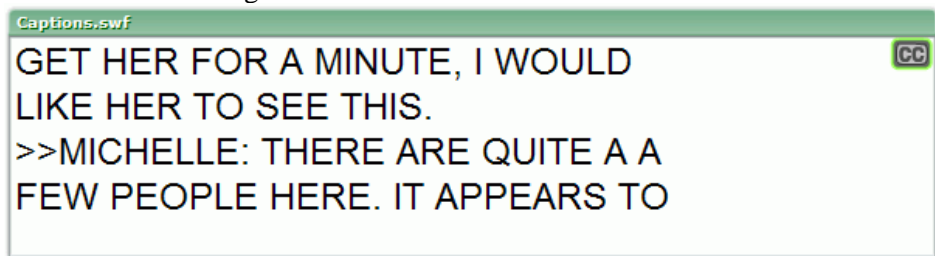 Captions.swf
GET HER FOR A MINUTE, I WOULD
CC
LIKE HER TO SEE THIS.
>>MICHELLE: THERE ARE QUITE A A
FEW PEOPLE HERE. IT APPEARS TO